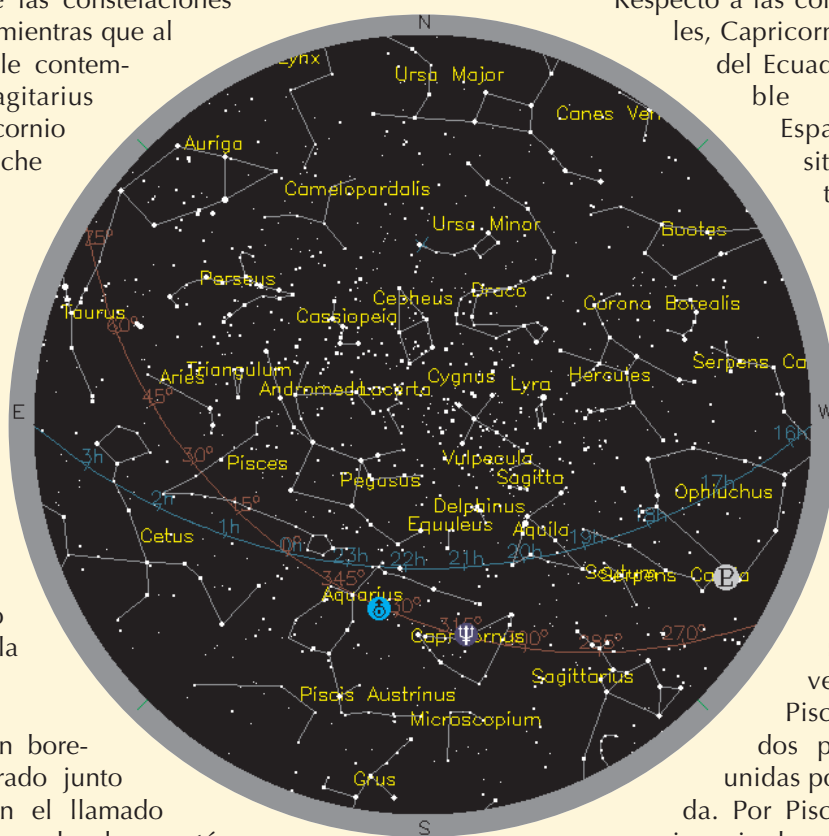 e las constelaciones
mientras que al
le contem-
agitarius
cornio
che
o
la
n bore-
rado junto
n el llamado
N
Lynx
Ursa Major
Canes Ven
Auriga
Camelopardalis
Ursa Minor
Bootes
75°
Perseus
Cepheus
Draco
Corona Borealis
Taurus
60°
Cassiopeia
Aries
Triangulum
Andromeda
Lacerta
Cygnus
Lyra
Hercules
Serpens Ca
45°
E
W
3h
30°
Pisces
Pegasus
Vulpecula
Sagitta
Ophiuchus
17h
16h
2h
15°
Delphinus
Equuleus
Aquila
18h
Cetus
1h
0°
0h
23h
22h
21h
20h
19h
345°
Scutum
Serpens Cauda
P
Aquarius
30°
315°
Capricornus
300°
285°
270°
Sagittarius
Piscis Austrinus
Microscopium
Grus
S
Respecto a las con
les, Capricorn
del Ecuad
ble
Espa
sit
t
ve
Pisc
dos p
unidas po
da. Por Pisc